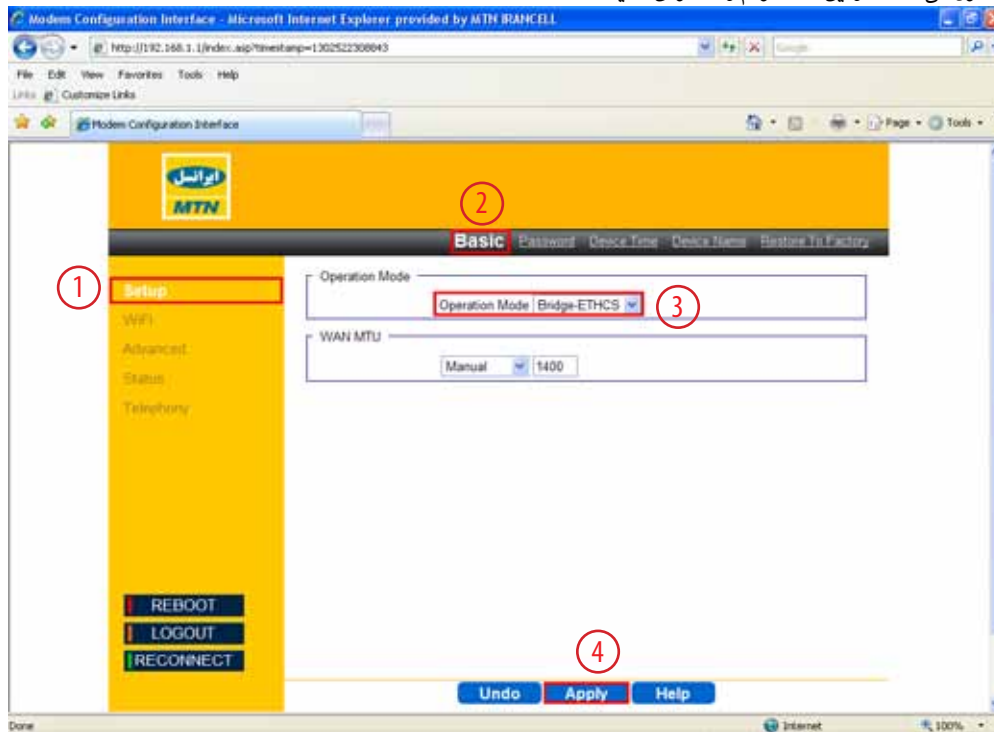 Modem Configuration Interface - Microsoft Internet Explorer provided by MTN IRANCELL
http://192.168.1.1/index.asp?timestamp=1302522308043
Google
File Edit View Favorites Tools Help
Links Customize Links
Modem Configuration Interface
Page Tools
ایرانسل
MTN
2
Basic Password Device Time Device Name Restore To Factory
1
Setup
WiFi
Advanced
Status
Telephony
Operation Mode
Operation Mode Bridge-ETHCS
3
WAN MTU
Manual 1400
REBOOT
LOGOUT
RECONNECT
4
Undo Apply Help
Done Internet 100%